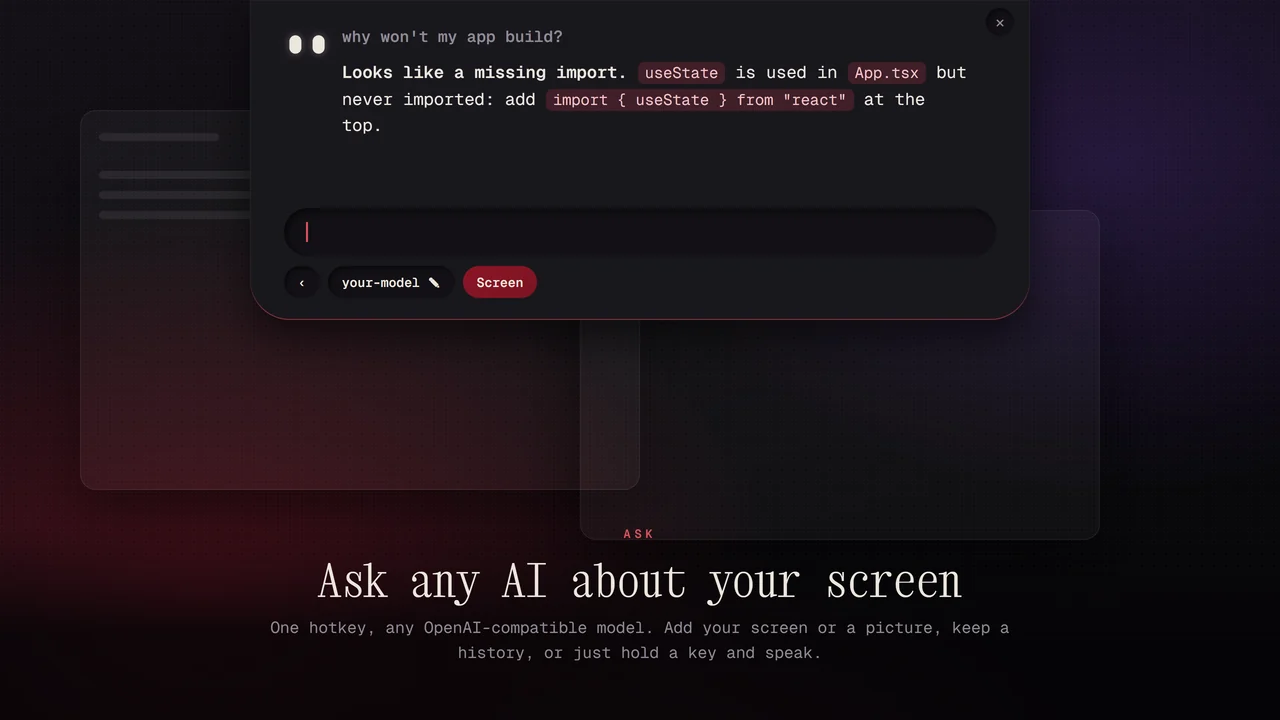 why won't my app build?
×
Looks like a missing import. useState is used in App.tsx but
never imported: add import { useState } from "react" at the
top.
‹ your-model ✎ Screen
ASK
Ask any AI about your screen
One hotkey, any OpenAI-compatible model. Add your screen or a picture, keep a
history, or just hold a key and speak.